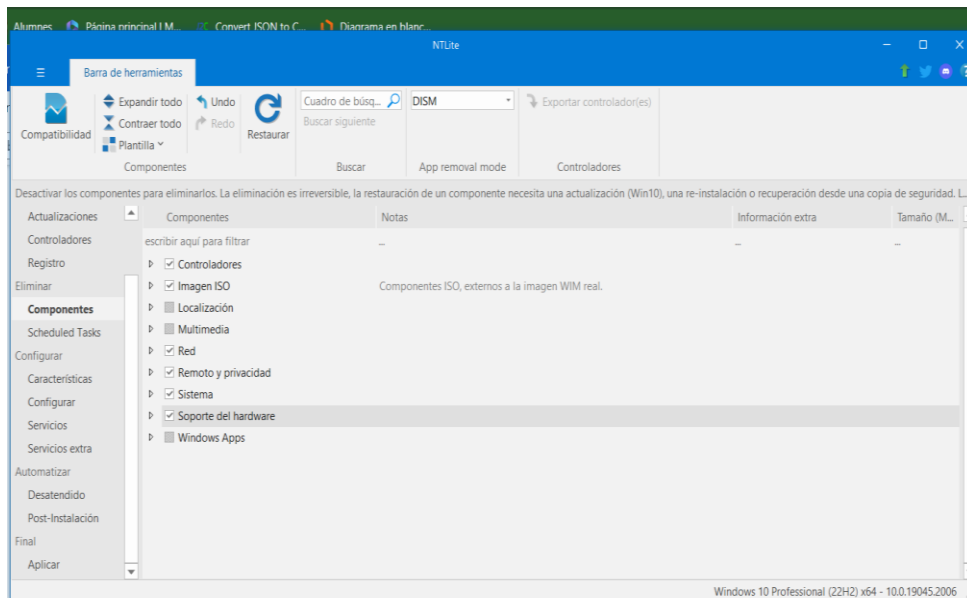 Alumnes Página principal | M... Convert JSON to C... Diagrama en blanc...
NTLite
Barra de herramientas
Compatibilidad
Expandir todo
Contraer todo
Plantilla
Undo
Redo
Restaurar
Componentes
Cuadro de búsq...
Buscar siguiente
Buscar
DISM
App removal mode
Exportar controlador(es)
Controladores
Desactivar los componentes para eliminarlos. La eliminación es irreversible, la restauración de un componente necesita una actualización (Win10), una re-instalación o recuperación desde una copia de seguridad. L...
Actualizaciones
Controladores
Registro
Eliminar
Componentes
Scheduled Tasks
Configurar
Características
Configurar
Servicios
Servicios extra
Automatizar
Desatendido
Post-Instalación
Final
Aplicar
Componentes Notas Información extra Tamaño (M...
escribir aquí para filtrar ... ... ...
Controladores
Imagen ISO Componentes ISO, externos a la imagen WIM real.
Localización
Multimedia
Red
Remoto y privacidad
Sistema
Soporte del hardware
Windows Apps
Windows 10 Professional (22H2) x64 - 10.0.19045.2006